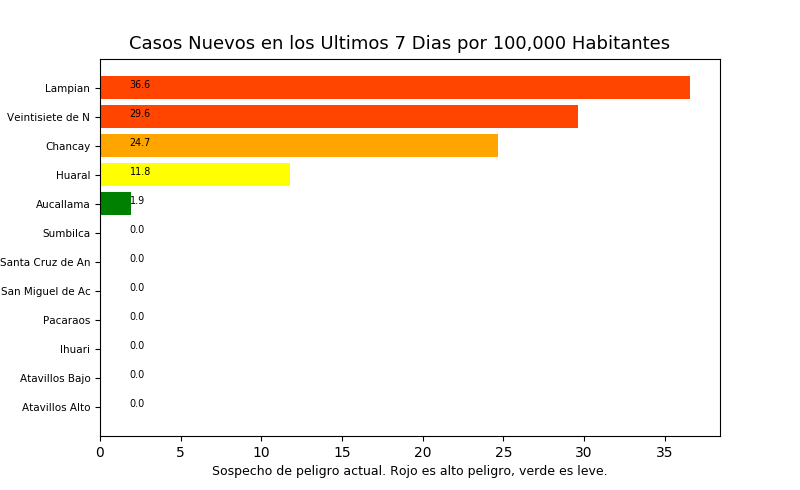 Casos Nuevos en los Ultimos 7 Dias por 100,000 Habitantes
Lampian 36.6
Veintisiete de N 29.6
Chancay 24.7
Huaral 11.8
Aucallama 1.9
Sumbilca 0.0
Santa Cruz de An 0.0
San Miguel de Ac 0.0
Pacaraos 0.0
Ihuari 0.0
Atavillos Bajo 0.0
Atavillos Alto 0.0
0 5 10 15 20 25 30 35
Sospecho de peligro actual. Rojo es alto peligro, verde es leve.